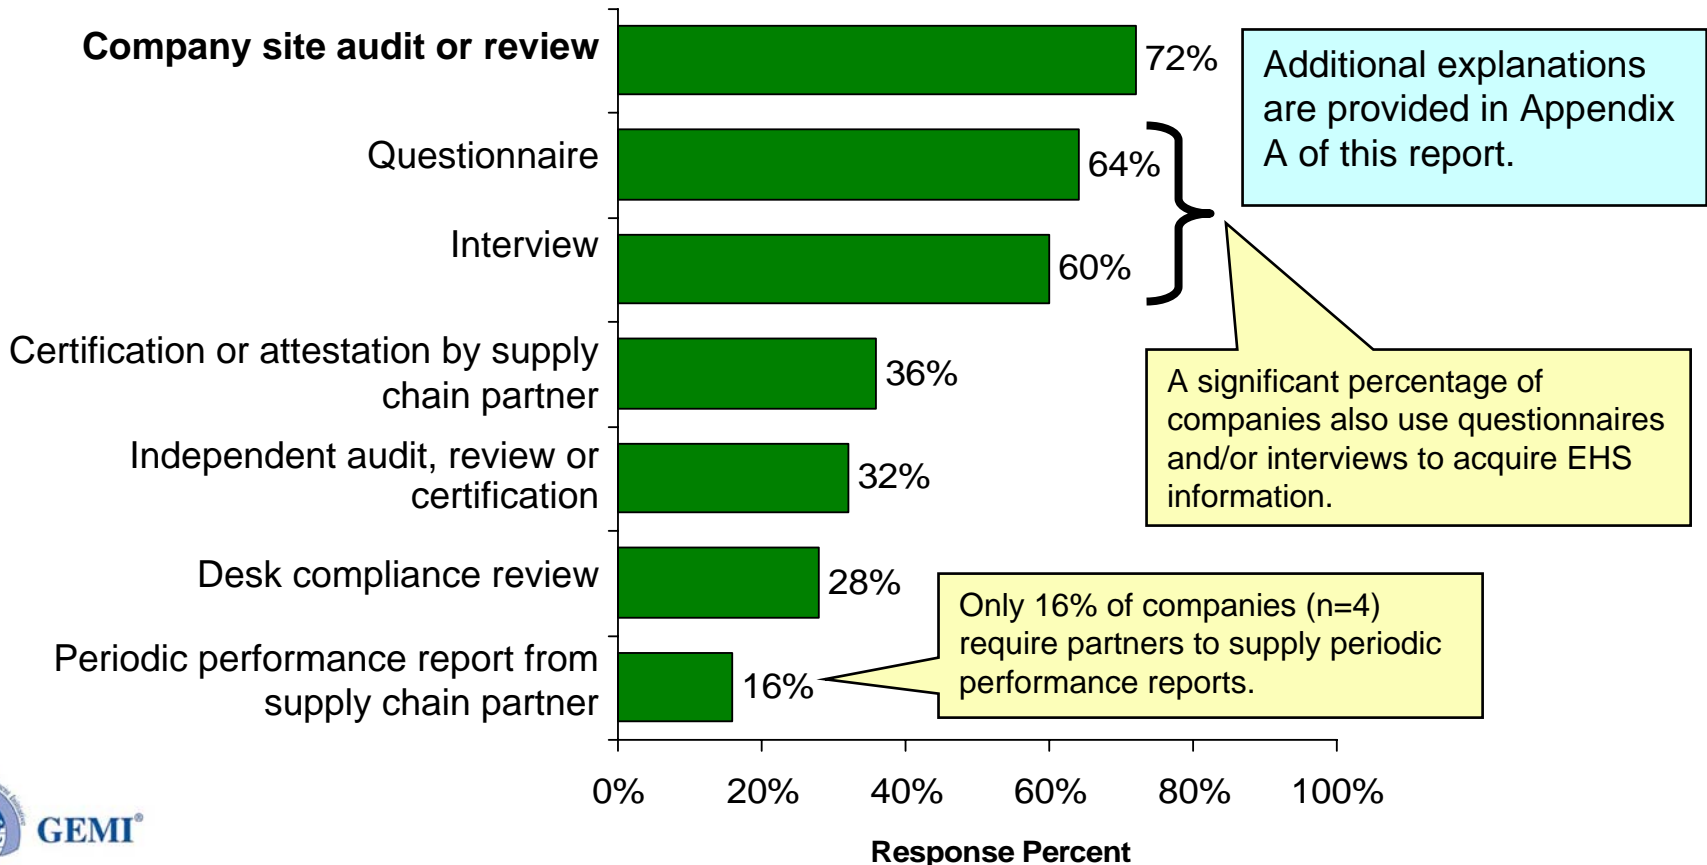 Company site audit or review
72%
Additional explanations
are provided in Appendix
A of this report.
Questionnaire
64%
Interview
60%
Certification or attestation by supply
chain partner
36%
A significant percentage of
companies also use questionnaires
and/or interviews to acquire EHS
information.
Independent audit, review or
certification
32%
Desk compliance review
28%
Only 16% of companies (n=4)
require partners to supply periodic
performance reports.
Periodic performance report from
supply chain partner
16%
0% 20% 40% 60% 80% 100%
Response Percent
GEMI®